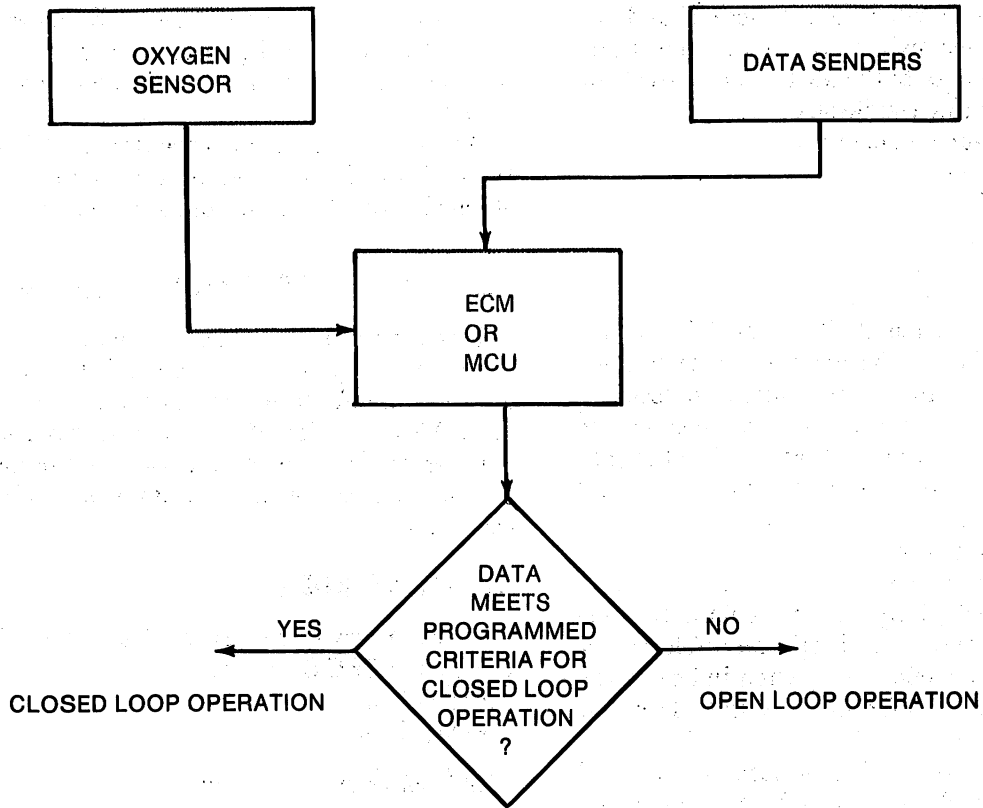 OXYGEN
SENSOR
DATA SENDERS
ECM
OR
MCU
DATA
MEETS
PROGRAMMED
CRITERIA FOR
CLOSED LOOP
OPERATION
?
YES
NO
CLOSED LOOP OPERATION
OPEN LOOP OPERATION